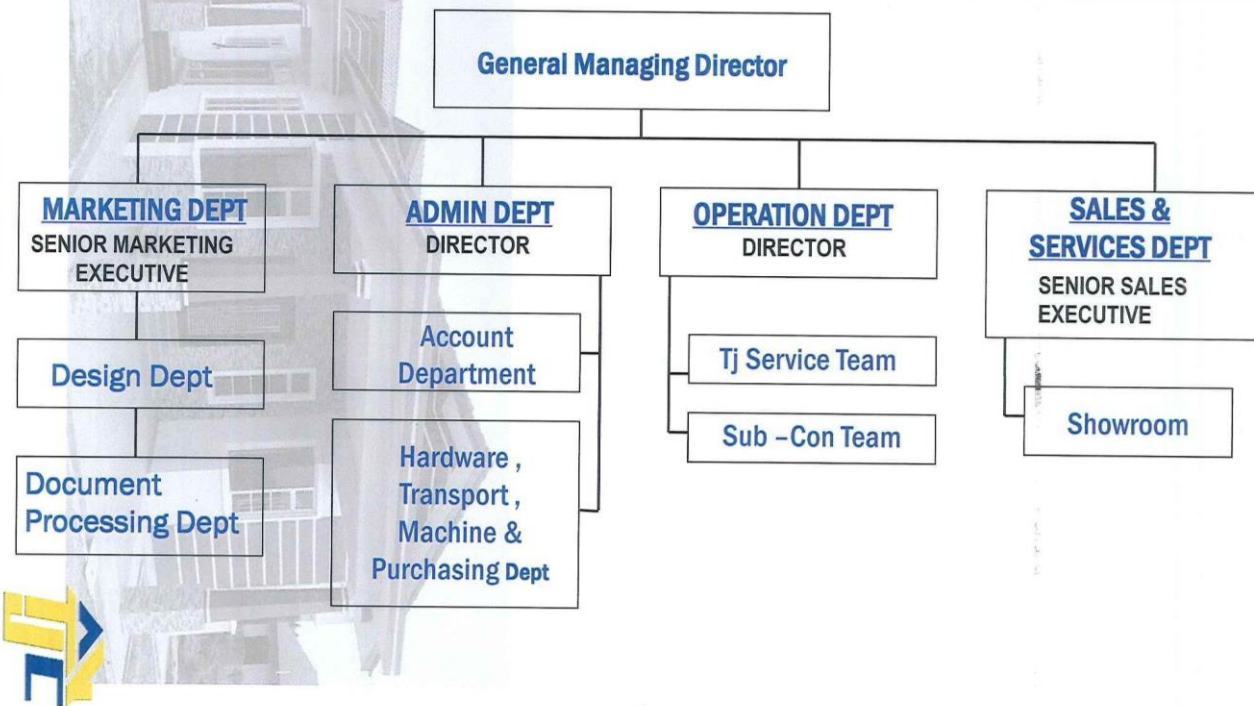 General Managing Director
MARKETING DEPT
SENIOR MARKETING
EXECUTIVE
Design Dept
Document
Processing Dept
ADMIN DEPT
DIRECTOR
Account
Department
Hardware ,
Transport ,
Machine &
Purchasing Dept
OPERATION DEPT
DIRECTOR
Tj Service Team
Sub –Con Team
SALES &
SERVICES DEPT
SENIOR SALES
EXECUTIVE
Showroom